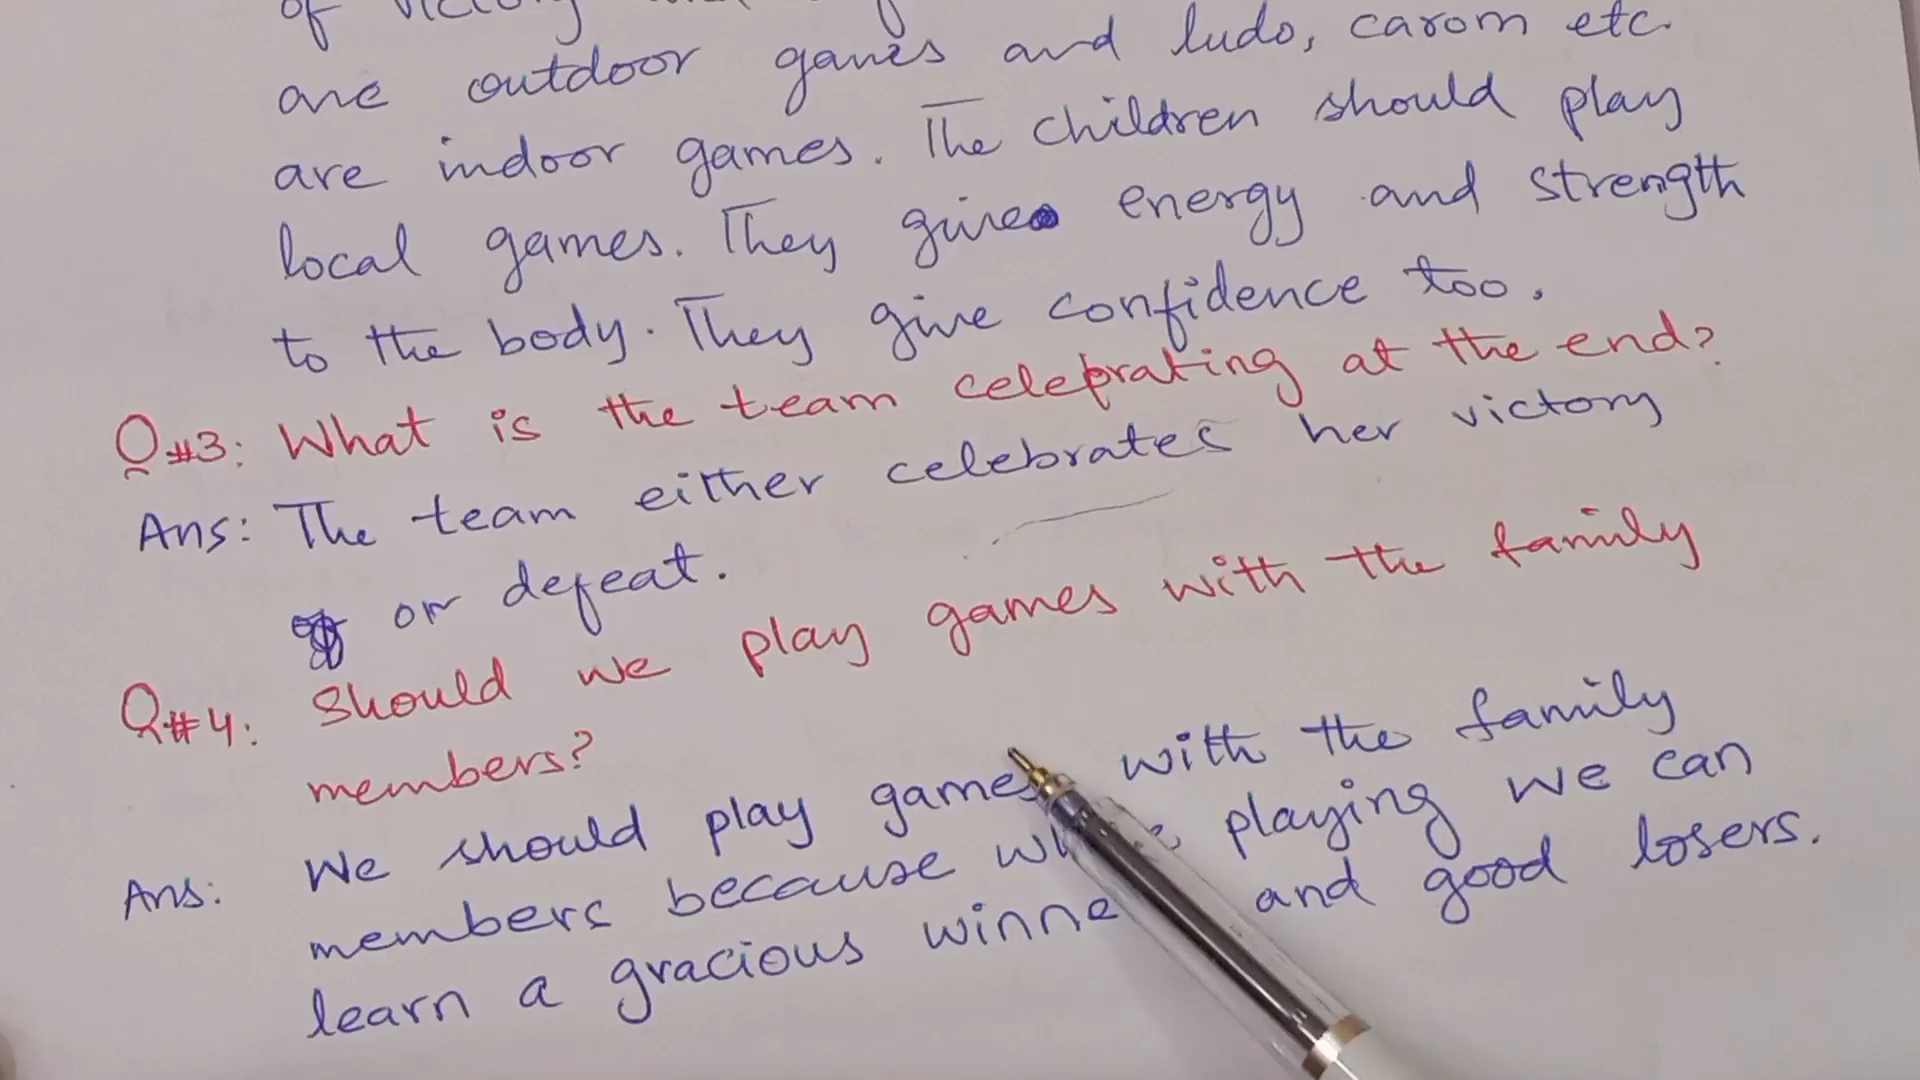 of victory
are outdoor games and ludo, carom etc.
are indoor games. The children should play
local games. They give energy and strength
to the body. They give confidence too.
Q#3: What is the team celebrating at the end?
Ans: The team either celebrates her victory
or defeat.
Q#4: Should we play games with the family
members?
Ans: We should play games with the family
members because playing we can
learn a gracious and good losers.